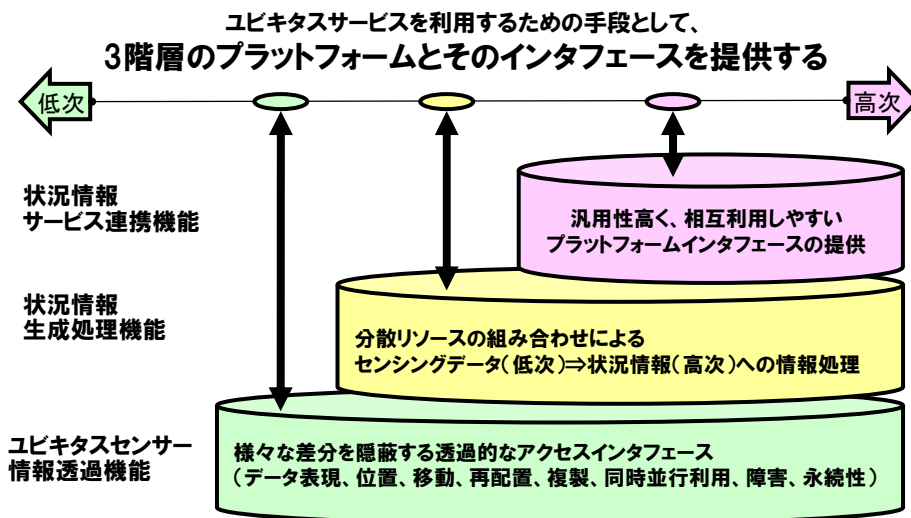 ユビキタスサービスを利用するための手段として、
3階層のプラットフォームとそのインタフェースを提供する
低次
高次
状況情報
サービス連携機能
汎用性高く、相互利用しやすい
プラットフォームインタフェースの提供
状況情報
生成処理機能
分散リソースの組み合わせによる
センシングデータ(低次)⇒状況情報(高次)への情報処理
ユビキタスセンサー
情報透過機能
様々な差分を隠蔽する透過的なアクセスインタフェース
(データ表現、位置、移動、再配置、複製、同時並行利用、障害、永続性)